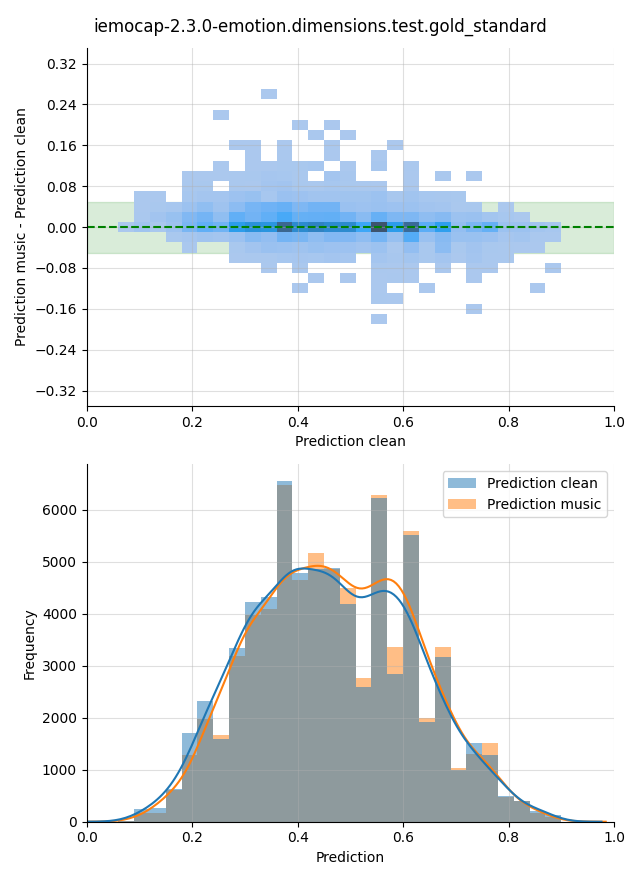 iemocap-2.3.0-emotion.dimensions.test.gold_standard
0.32
0.24
0.16
0.08
0.00
−0.08
−0.16
−0.24
−0.32
Prediction music - Prediction clean
0.0 0.2 0.4 0.6 0.8 1.0
Prediction clean
Prediction clean
Prediction music
6000
5000
4000
3000
2000
1000
0
Frequency
0.0 0.2 0.4 0.6 0.8 1.0
Prediction